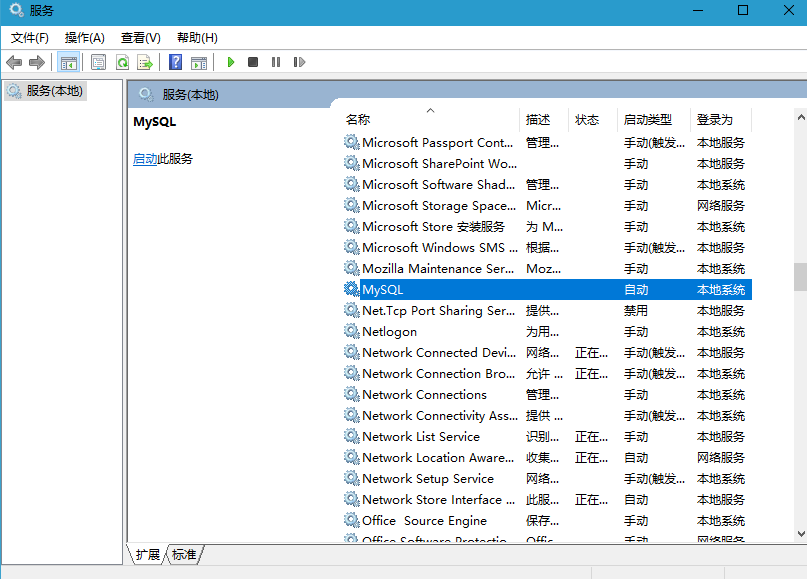 服务
文件(F) 操作(A) 查看(V) 帮助(H)
服务(本地)
服务(本地)
MySQL
启动此服务
名称 描述 状态 启动类型 登录为
Microsoft Passport Cont... 管理... 手动(触发... 本地服务
Microsoft SharePoint Wo... 手动 本地服务
Microsoft Software Shad... 管理... 手动 本地系统
Microsoft Storage Space... Micr... 手动 网络服务
Microsoft Store 安装服务 为 M... 手动 本地系统
Microsoft Windows SMS ... 根据... 手动(触发... 本地服务
Mozilla Maintenance Ser... Moz... 手动 本地系统
MySQL 自动 本地系统
Net.Tcp Port Sharing Ser... 提供... 禁用 本地服务
Netlogon 为用... 手动 本地系统
Network Connected Devi... 网络... 正在... 手动(触发... 本地服务
Network Connection Bro... 允许 ... 正在... 手动(触发... 本地系统
Network Connections 管理... 手动 本地系统
Network Connectivity Ass... 提供 ... 手动(触发... 本地系统
Network List Service 识别... 正在... 手动 本地服务
Network Location Aware... 收集... 正在... 自动 网络服务
Network Setup Service 网络... 手动(触发... 本地系统
Network Store Interface ... 此服... 正在... 自动 本地服务
Office  Source Engine 保存... 手动 本地系统
Office Software Protectio... Offic... 手动 网络服务
扩展 标准